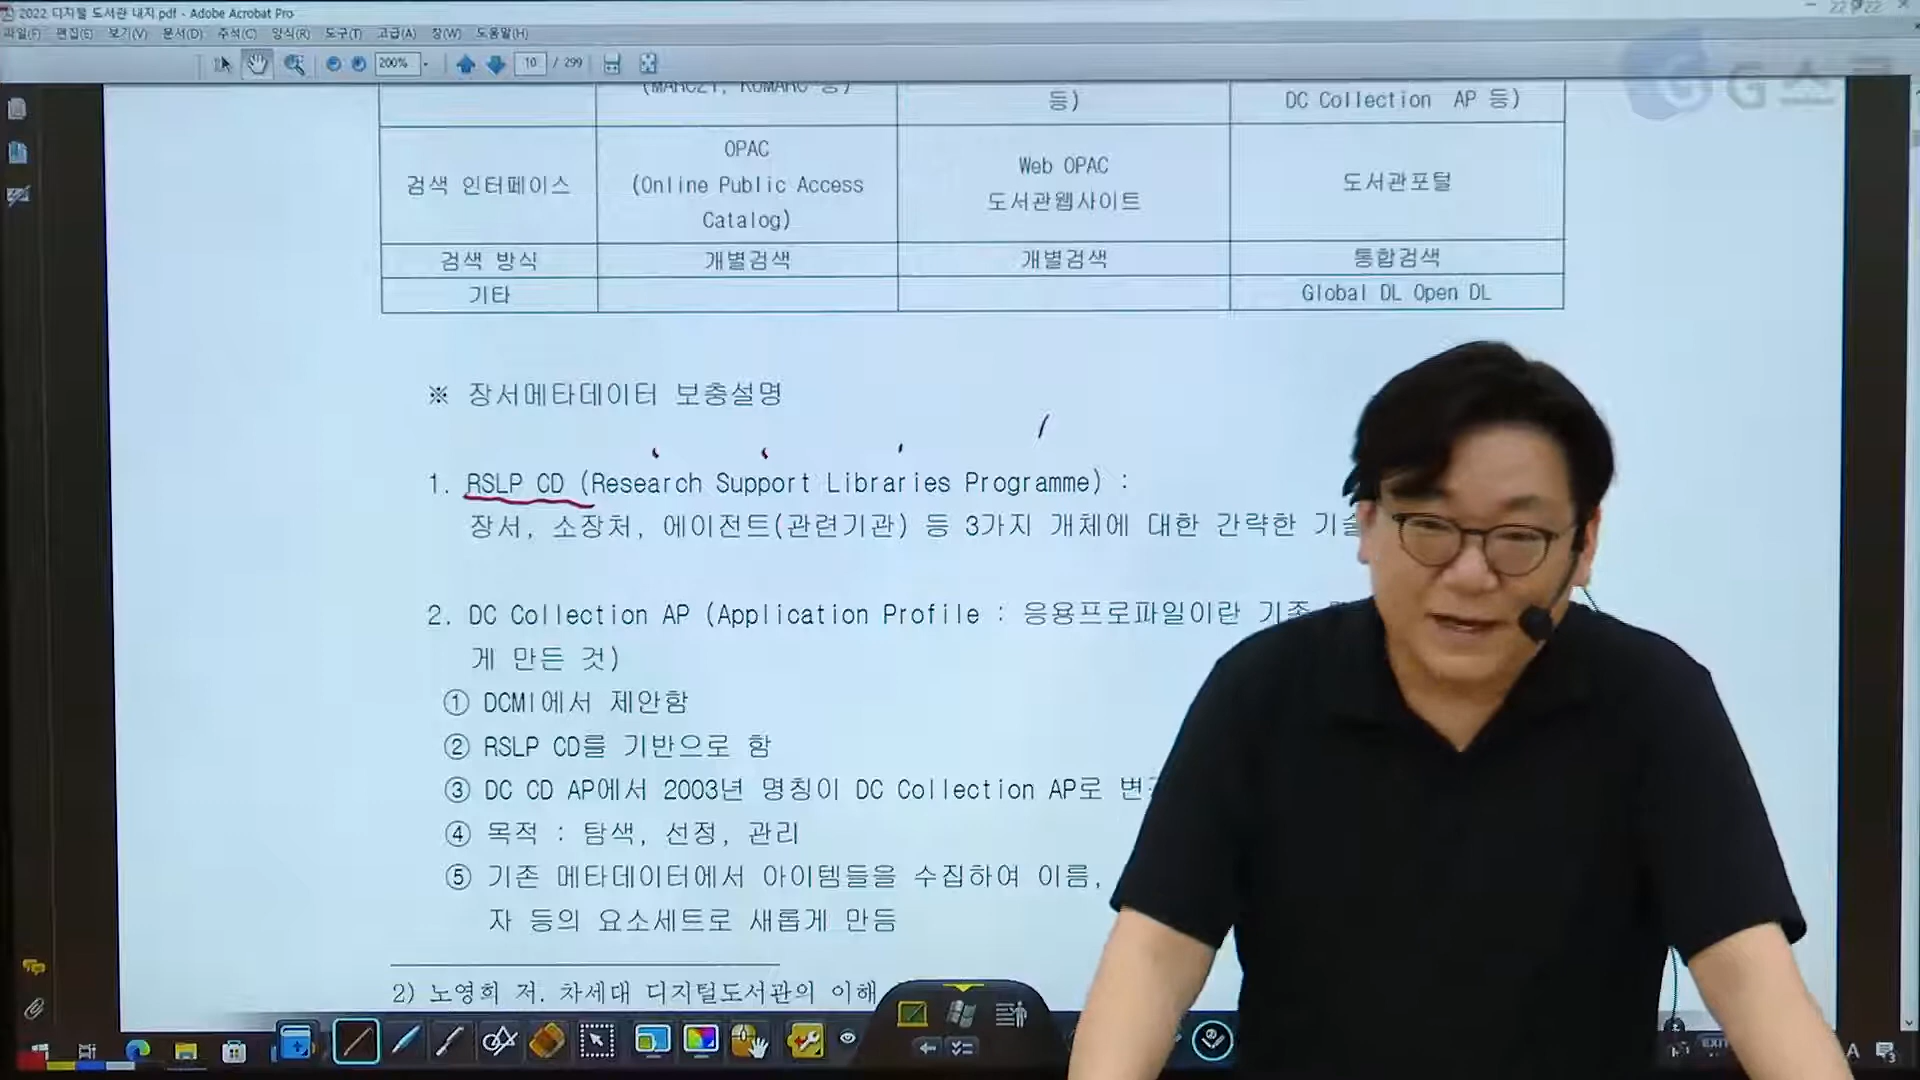 2022 디지털 도서관 내지.pdf - Adobe Acrobat Pro
파일(F) 편집(E) 보기(V) 문서(D) 주석(C) 양식(R) 도구(T) 고급(A) 창(W) 도움말(H)
200% 10 / 299
G스쿨
(MARC21, KORMARC 등) 등) DC Collection AP 등)
검색 인터페이스
OPAC
(Online Public Access
Catalog)
Web OPAC
도서관웹사이트
도서관포털
검색 방식 개별검색 개별검색 통합검색
기타 Global DL Open DL
※ 장서메타데이터 보충설명
1. RSLP CD (Research Support Libraries Programme) :
장서, 소장처, 에이전트(관련기관) 등 3가지 개체에 대한 간략한
2. DC Collection AP (Application Profile : 응용프로파일이란 기존
게 만든 것)
① DCMI에서 제안함
② RSLP CD를 기반으로 함
③ DC CD AP에서 2003년 명칭이 DC Collection AP로
④ 목적 : 탐색, 선정, 관리
⑤ 기존 메타데이터에서 아이템들을 수집하여 이름,
자 등의 요소세트로 새롭게 만듬
2) 노영희 저. 차세대 디지털도서관의 이해
EXIT
A